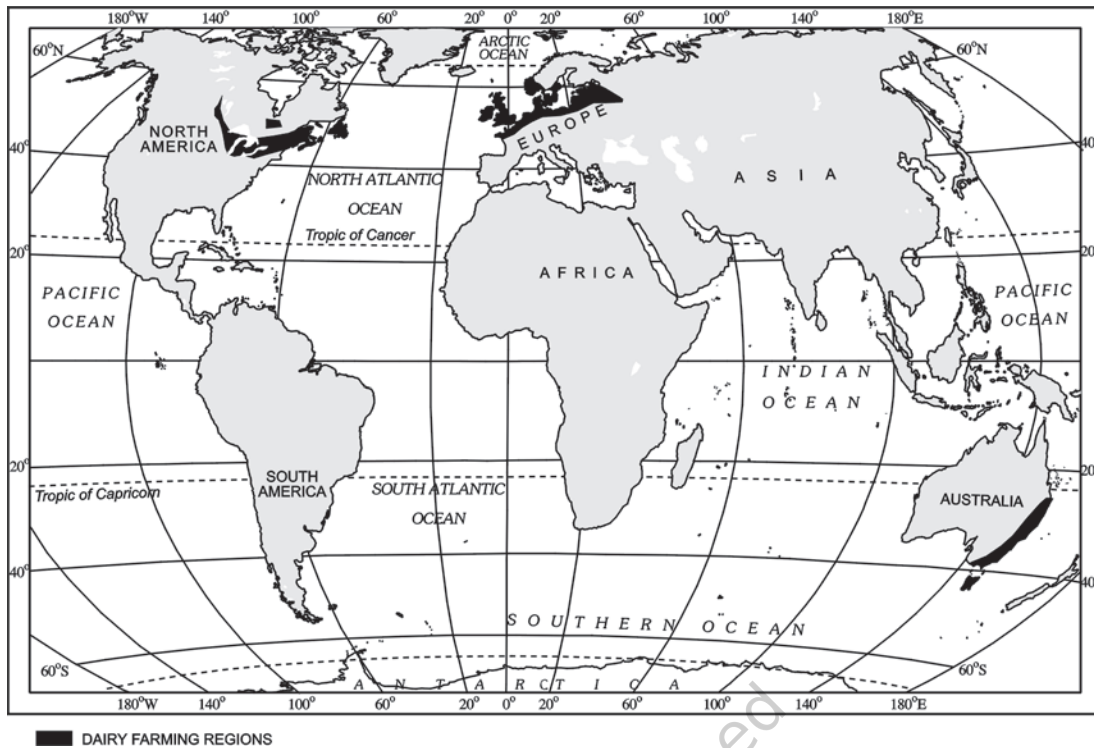 180°W 140° 100° 60° 20° 0° 20° 60° 100° 140° 180°E
ARCTIC
OCEAN
60°N
60°N
NORTH
AMERICA
EUROPE
ASIA
40°
40
NORTH ATLANTIC
OCEAN
Tropic of Cancer
20°
20
AFRICA
PACIFIC
OCEAN
PACIFIC
OCEAN
0°
INDIAN
OCEAN
20°
20
Tropic of Capricorn
SOUTH
AMERICA
SOUTH ATLANTIC
OCEAN
AUSTRALIA
40°
40
SOUTHERN OCEAN
60°S
60°S
ANTARCTICA
180°W 140° 100° 60° 20° 0° 20° 60° 100° 140° 180°E
DAIRY FARMING REGIONS